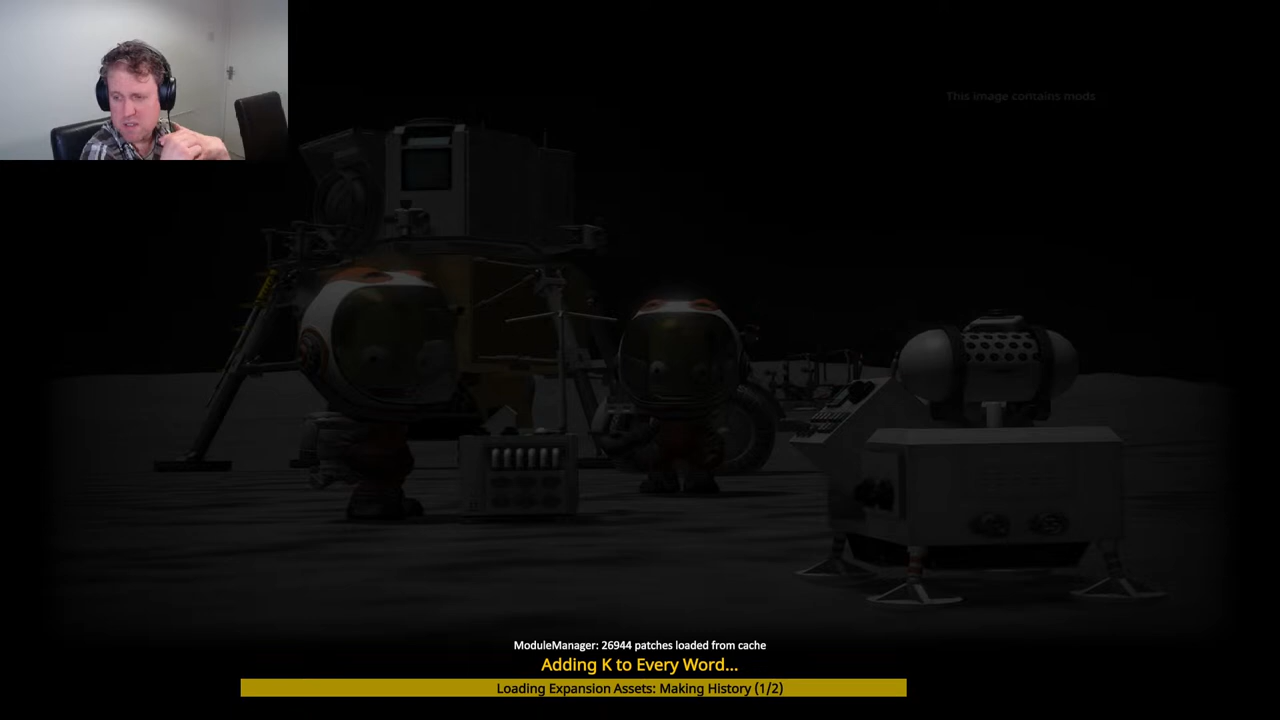 This image contains mods
ModuleManager: 26944 patches loaded from cache
Adding K to Every Word...
Loading Expansion Assets: Making History (1/2)